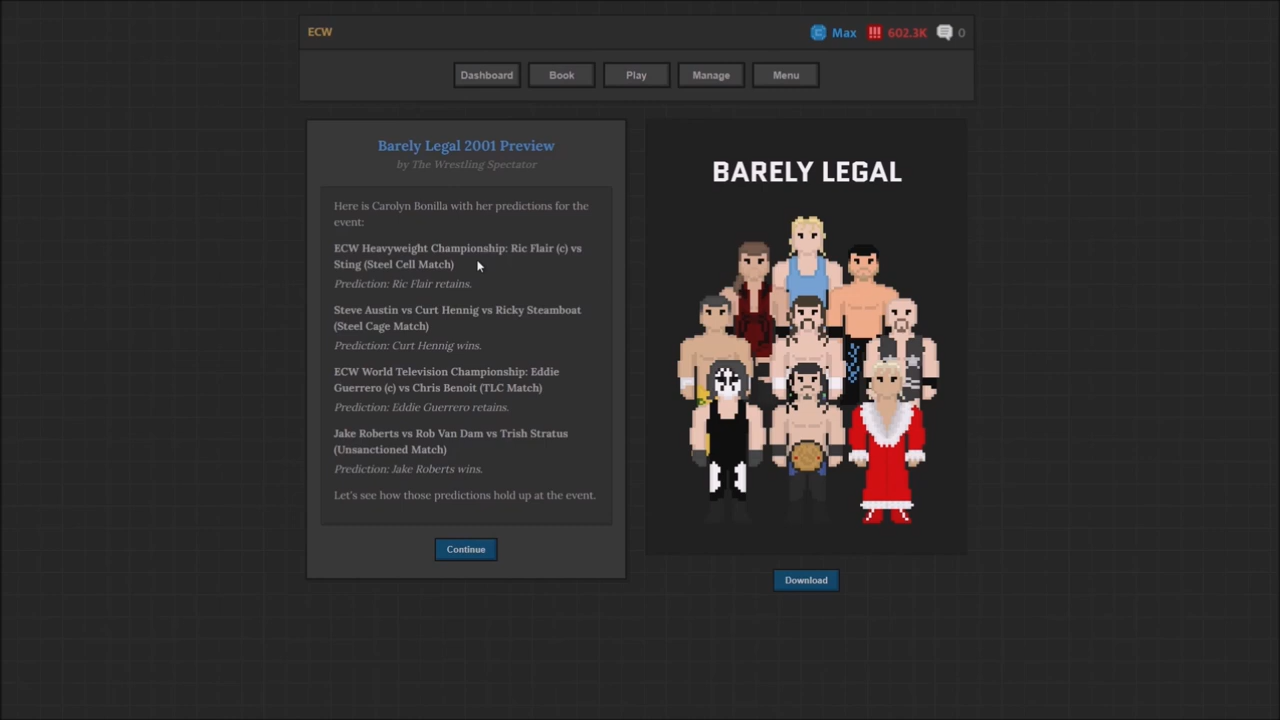 ECW
Max
602.3K
0
Dashboard
Book
Play
Manage
Menu
Barely Legal 2001 Preview
by The Wrestling Spectator
Here is Carolyn Bonilla with her predictions for the
event:
ECW Heavyweight Championship: Ric Flair (c) vs
Sting (Steel Cell Match)
Prediction: Ric Flair retains.
Steve Austin vs Curt Hennig vs Ricky Steamboat
(Steel Cage Match)
Prediction: Curt Hennig wins.
ECW World Television Championship: Eddie
Guerrero (c) vs Chris Benoit (TLC Match)
Prediction: Eddie Guerrero retains.
Jake Roberts vs Rob Van Dam vs Trish Stratus
(Unsanctioned Match)
Prediction: Jake Roberts wins.
Let's see how those predictions hold up at the event.
Continue
BARELY LEGAL
Download